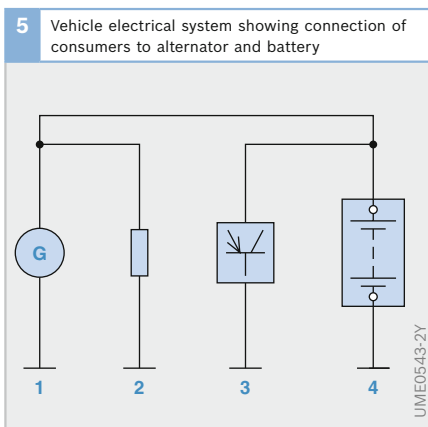 5
Vehicle electrical system showing connection of
consumers to alternator and battery
G
1
2
3
4
UME0543-2Y